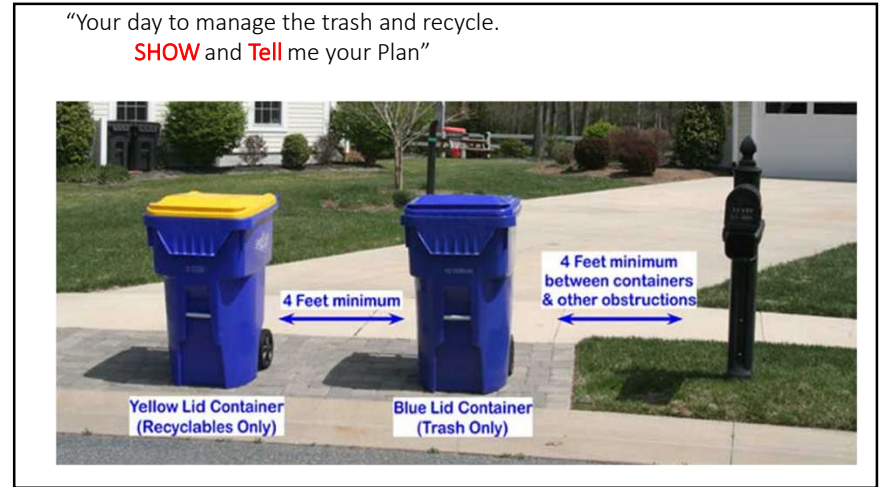 “Your day to manage the trash and recycle.
SHOW and Tell me your Plan”
4 Feet minimum
4 Feet minimum
between containers
& other obstructions
Yellow Lid Container
(Recyclables Only)
Blue Lid Container
(Trash Only)